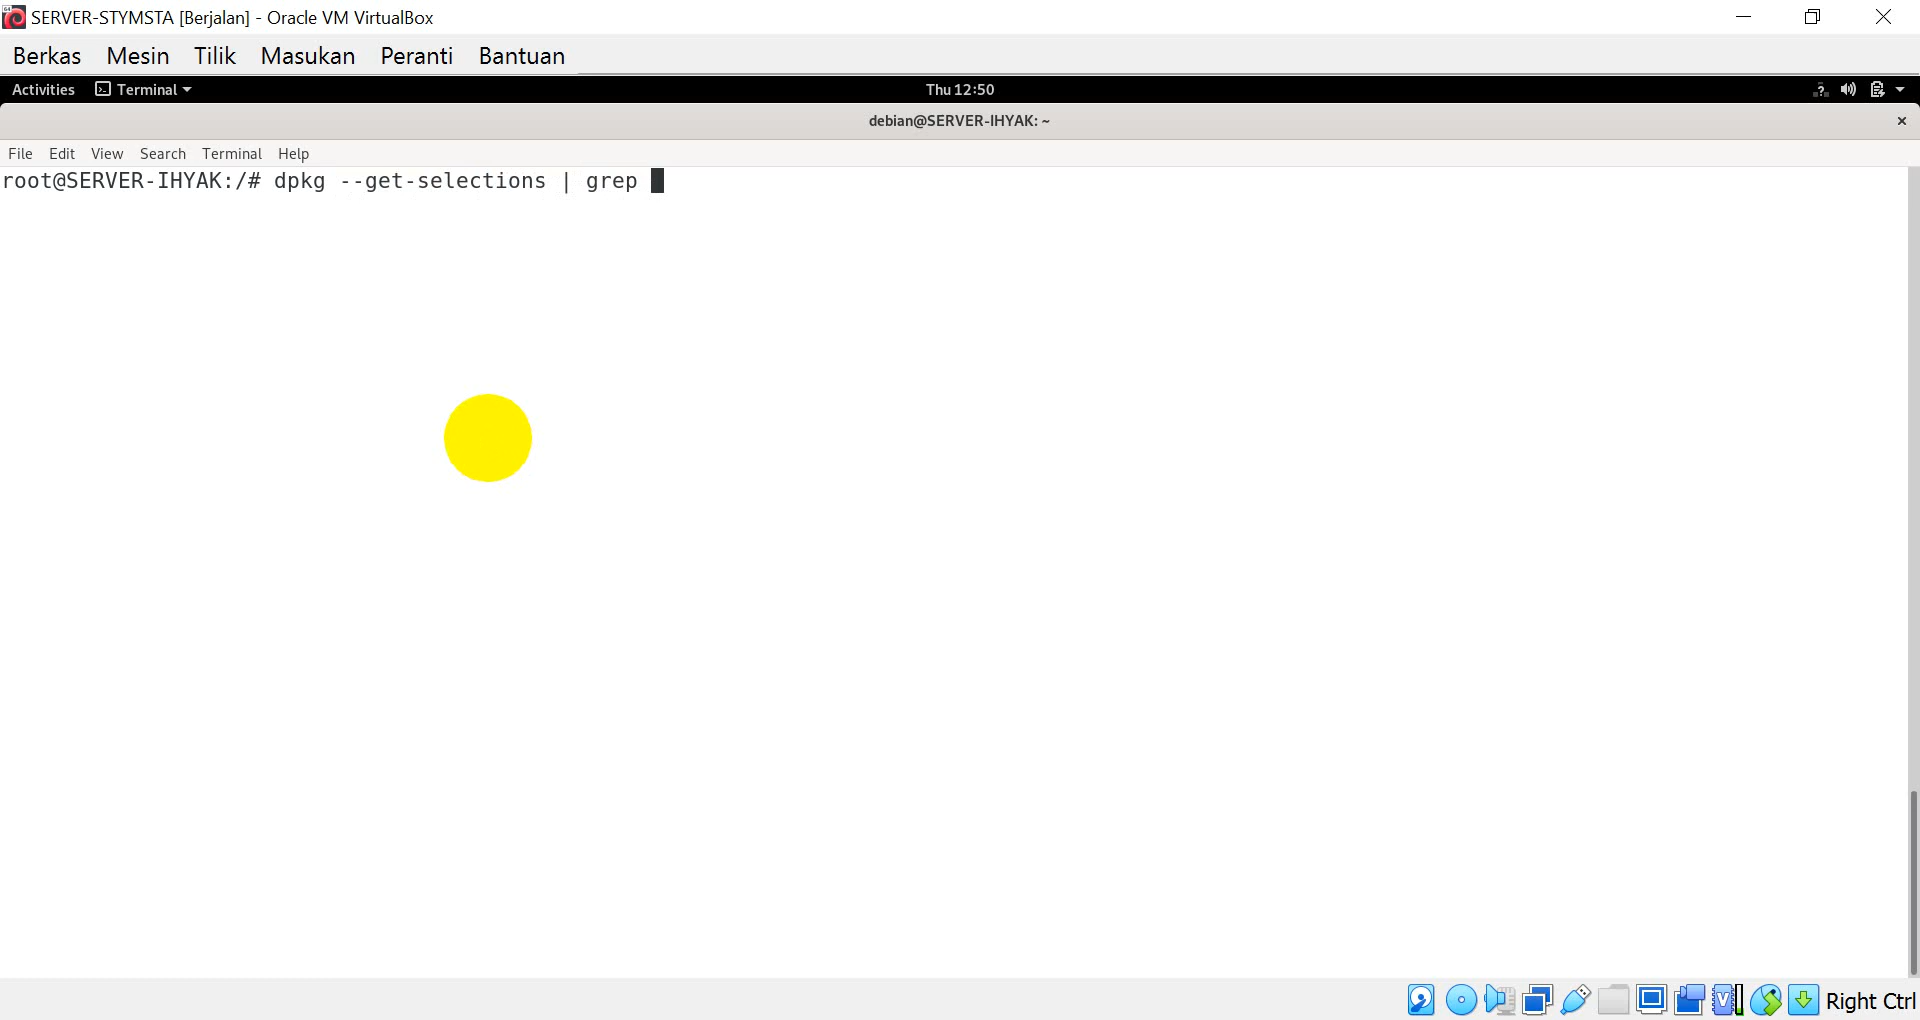 SERVER-STYMSTA [Berjalan] - Oracle VM VirtualBox
Berkas Mesin Tilik Masukan Peranti Bantuan
Activities Terminal Thu 12:50
debian@SERVER-IHYAK: ~
File Edit View Search Terminal Help
root@SERVER-IHYAK:/# dpkg --get-selections | grep
Right Ctrl